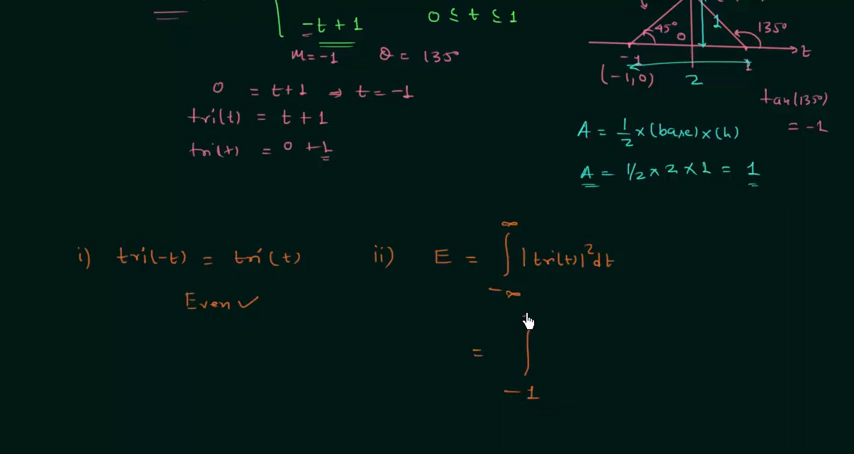 -t + 1    0 ≤ t ≤ 1
m = -1    θ = 135°
45°  0  1  135°  t
-1  1
(-1,0)  2
0 = t+1 ⇒ t = -1
tan(135°)
= -1
tri(t) = t + 1
tri(t) = 0 + 1
A = 1/2 × (base) × (h)
A = 1/2 × 2 × 1 = 1
i) tri(-t) = tri(t)
Even ✓
ii) E = ∫_{-∞}^{∞} |tri(t)|² dt
= ∫_{-1}